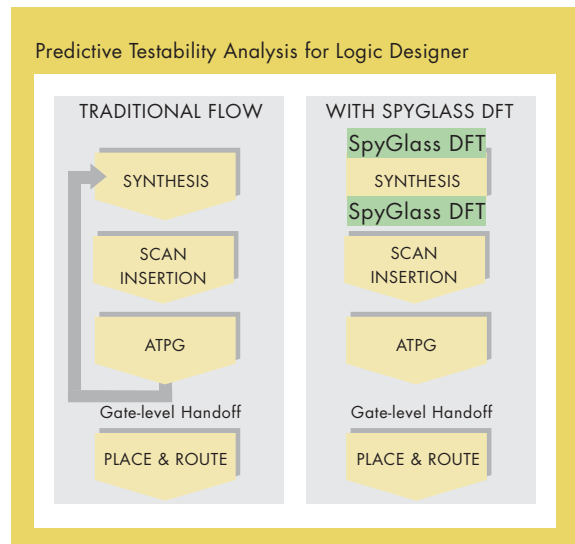 Predictive Testability Analysis for Logic Designer
TRADITIONAL FLOW
SYNTHESIS
SCAN
INSERTION
ATPG
Gate-level Handoff
PLACE & ROUTE
WITH SPYGLASS DFT
SpyGlass DFT
SYNTHESIS
SpyGlass DFT
SCAN
INSERTION
ATPG
Gate-level Handoff
PLACE & ROUTE